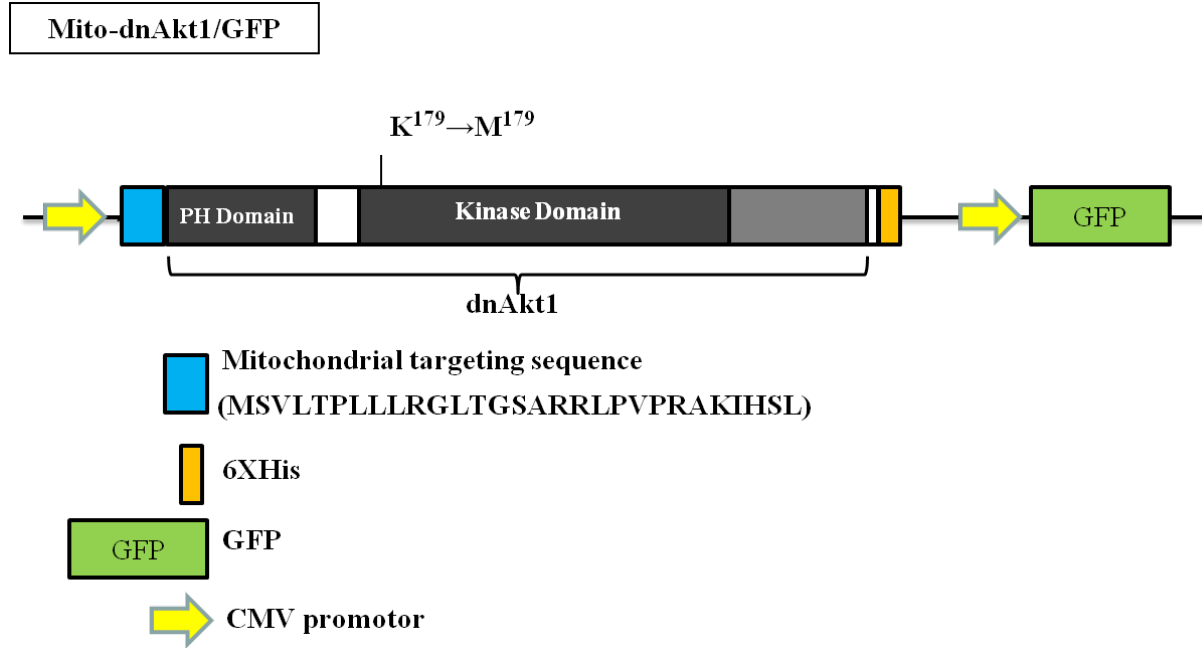 Mito-dnAkt1/GFP
K¹⁷⁹→M¹⁷⁹
PH Domain
Kinase Domain
GFP
dnAkt1
Mitochondrial targeting sequence
(MSVLTPLLLRGLTGSARRLPVPRAKIHSL)
6XHis
GFP
GFP
CMV promotor